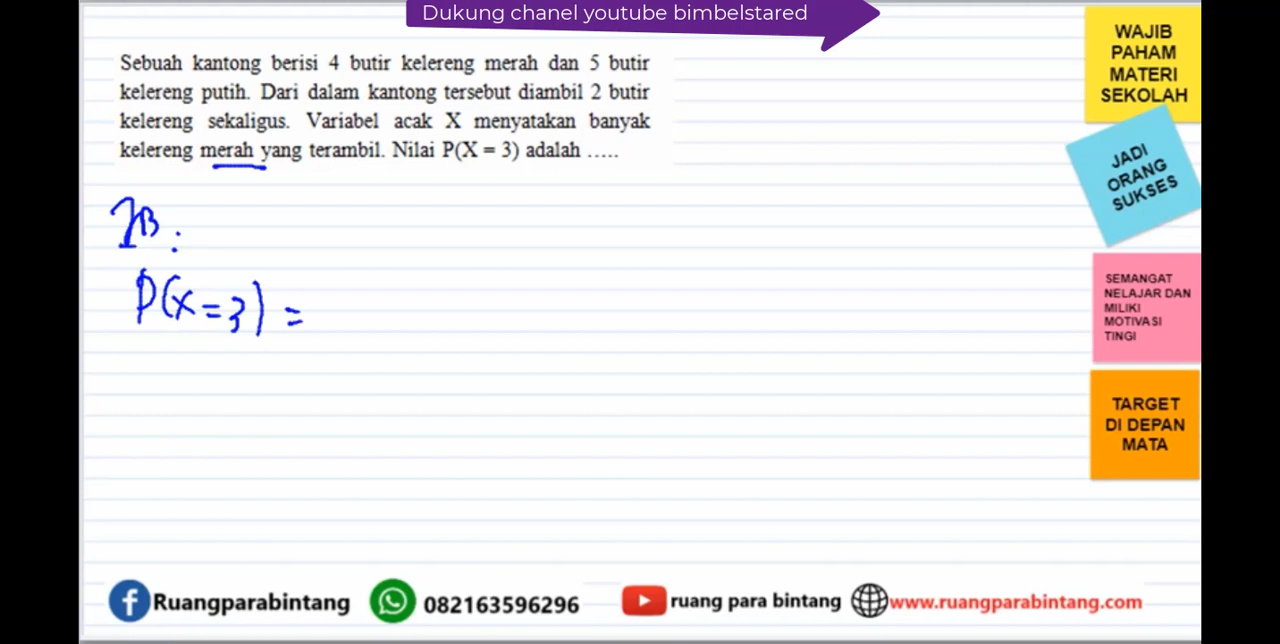 Dukung chanel youtube bimbelstared
Sebuah kantong berisi 4 butir kelereng merah dan 5 butir
kelereng putih. Dari dalam kantong tersebut diambil 2 butir
kelereng sekaligus. Variabel acak X menyatakan banyak
kelereng merah yang terambil. Nilai P(X = 3) adalah .....
JB :
P(x = 3) =
WAJIB
PAHAM
MATERI
SEKOLAH
JADI
ORANG
SUKSES
SEMANGAT
NELAJAR DAN
MILIKI
MOTIVASI
TINGI
TARGET
DI DEPAN
MATA
Ruangparabintang
082163596296
ruang para bintang
www.ruangparabintang.com